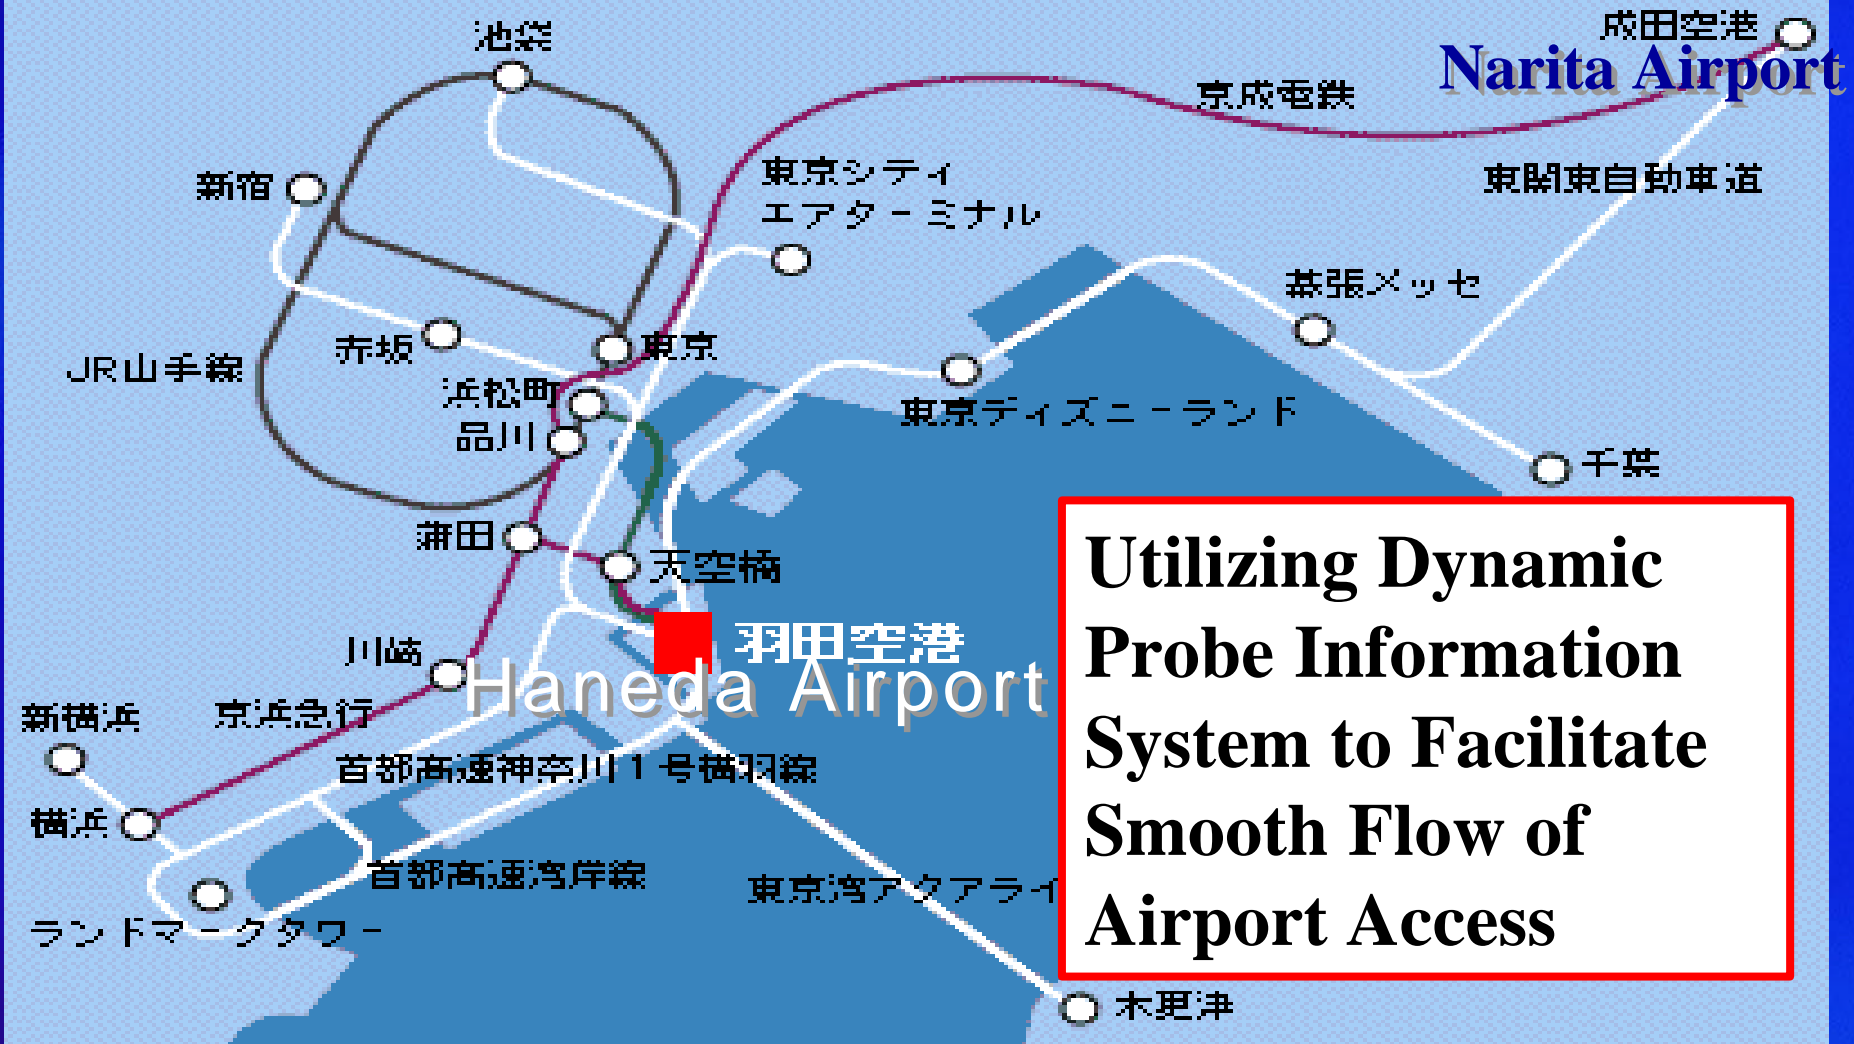 池袋
成田空港
Narita Airport
京成電鉄
新宿
東京シティ
エアターミナル
東関東自動車道
幕張メッセ
赤坂
東京
JR山手線
浜松町
東京ディズニーランド
品川
千葉
蒲田
天空橋
羽田空港
Haneda Airport
川崎
新横浜
京浜急行
首都高速神奈川1号横羽線
横浜
首都高速湾岸線
東京湾アクアライ
ランドマークタワー
木更津
Utilizing Dynamic
Probe Information
System to Facilitate
Smooth Flow of
Airport Access